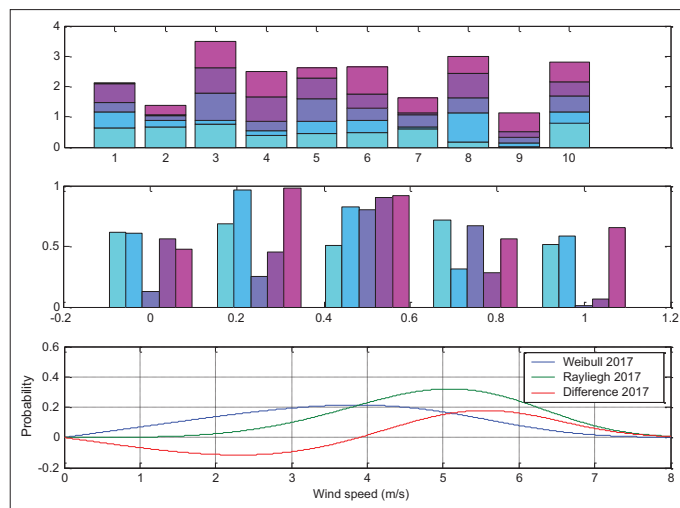 4
3
2
1
0
1 2 3 4 5 6 7 8 9 10
1
0.5
0
-0.2 0 0.2 0.4 0.6 0.8 1 1.2
0.6
0.4
0.2
0
-0.2
Probability
Weibull 2017
Rayliegh 2017
Difference 2017
0 1 2 3 4 5 6 7 8
Wind speed (m/s)